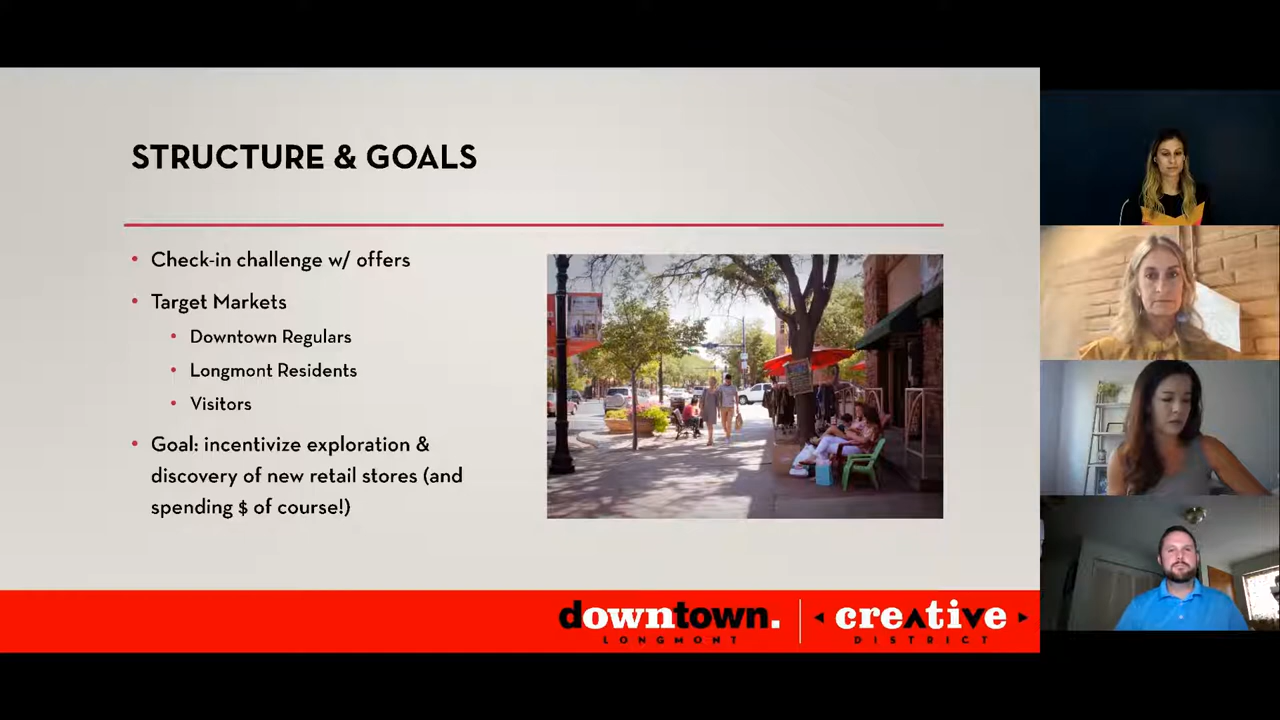 STRUCTURE & GOALS
Check-in challenge w/ offers
Target Markets
Downtown Regulars
Longmont Residents
Visitors
Goal: incentivize exploration &
discovery of new retail stores (and
spending $ of course!)
downtown.
LONGMONT
creative
DISTRICT